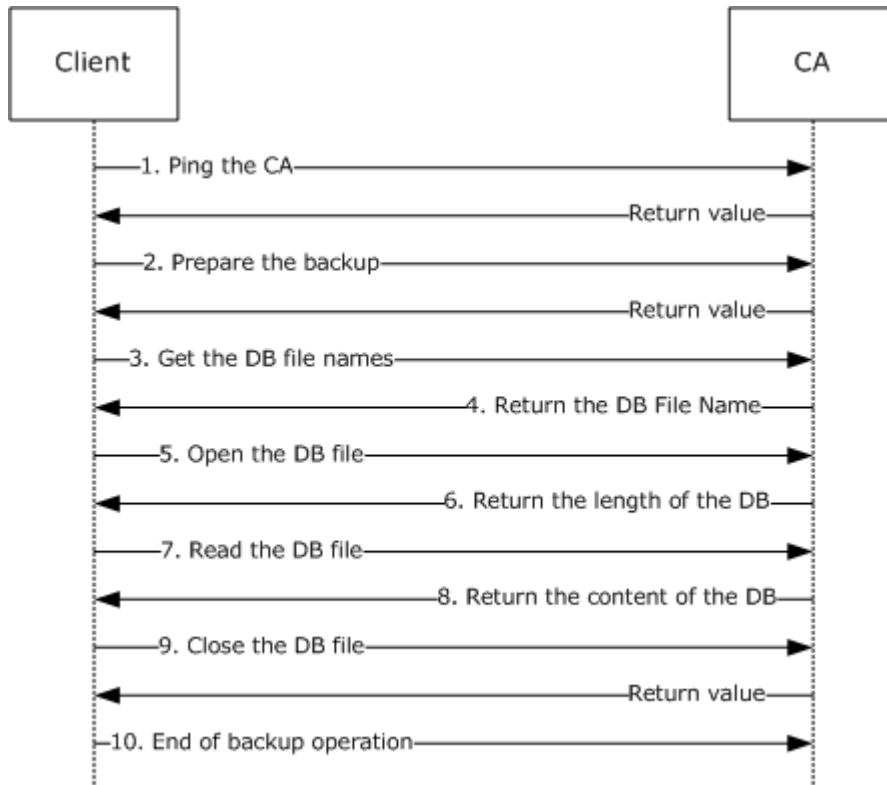 Client
CA
1. Ping the CA
Return value
2. Prepare the backup
Return value
3. Get the DB file names
4. Return the DB File Name
5. Open the DB file
6. Return the length of the DB
7. Read the DB file
8. Return the content of the DB
9. Close the DB file
Return value
10. End of backup operation